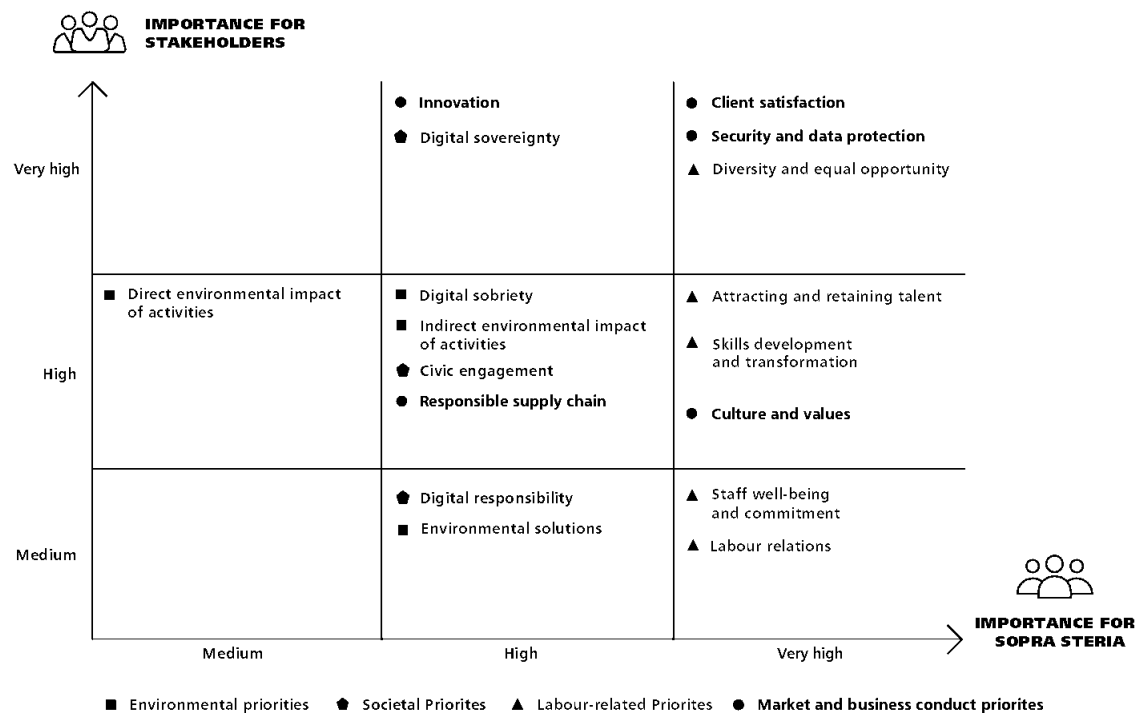 IMPORTANCE FOR
STAKEHOLDERS
Very high
Innovation
Digital sovereignty
Client satisfaction
Security and data protection
Diversity and equal opportunity
High
Direct environmental impact
of activities
Digital sobriety
Indirect environmental impact
of activities
Civic engagement
Responsible supply chain
Attracting and retaining talent
Skills development
and transformation
Culture and values
Medium
Digital responsibility
Environmental solutions
Staff well-being
and commitment
Labour relations
IMPORTANCE FOR
SOPRA STERIA
Medium
High
Very high
Environmental priorities
Societal Priorites
Labour-related Priorites
Market and business conduct priorites